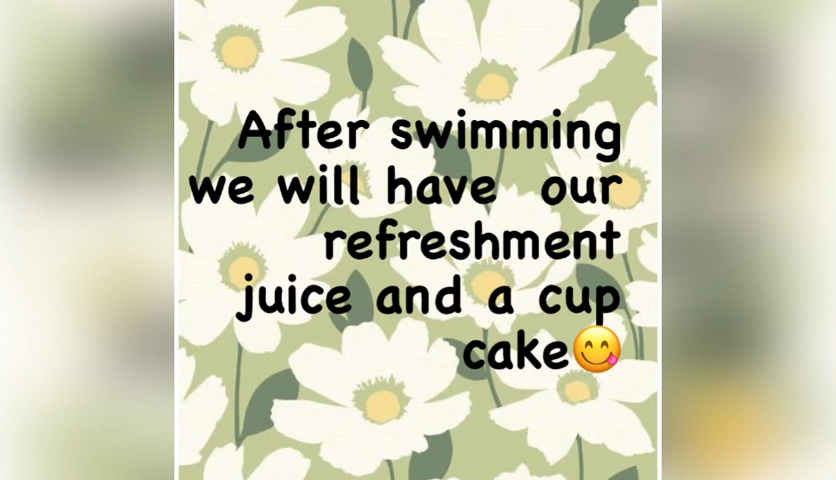 After swimming
we will have our
refreshment
juice and a cup
cake😋